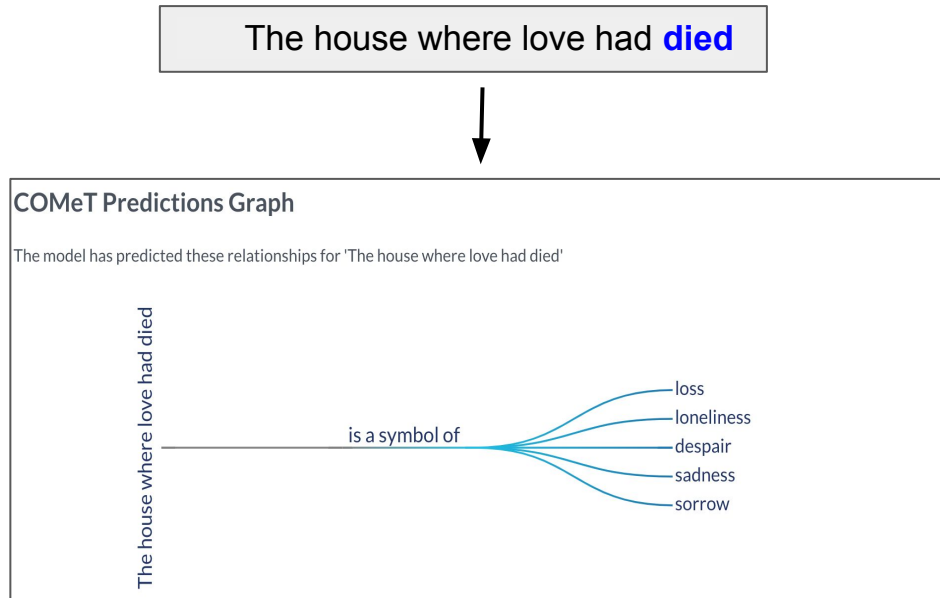 The house where love had died
COMeT Predictions Graph
The model has predicted these relationships for 'The house where love had died'
The house where love had died
is a symbol of
loss
loneliness
despair
sadness
sorrow